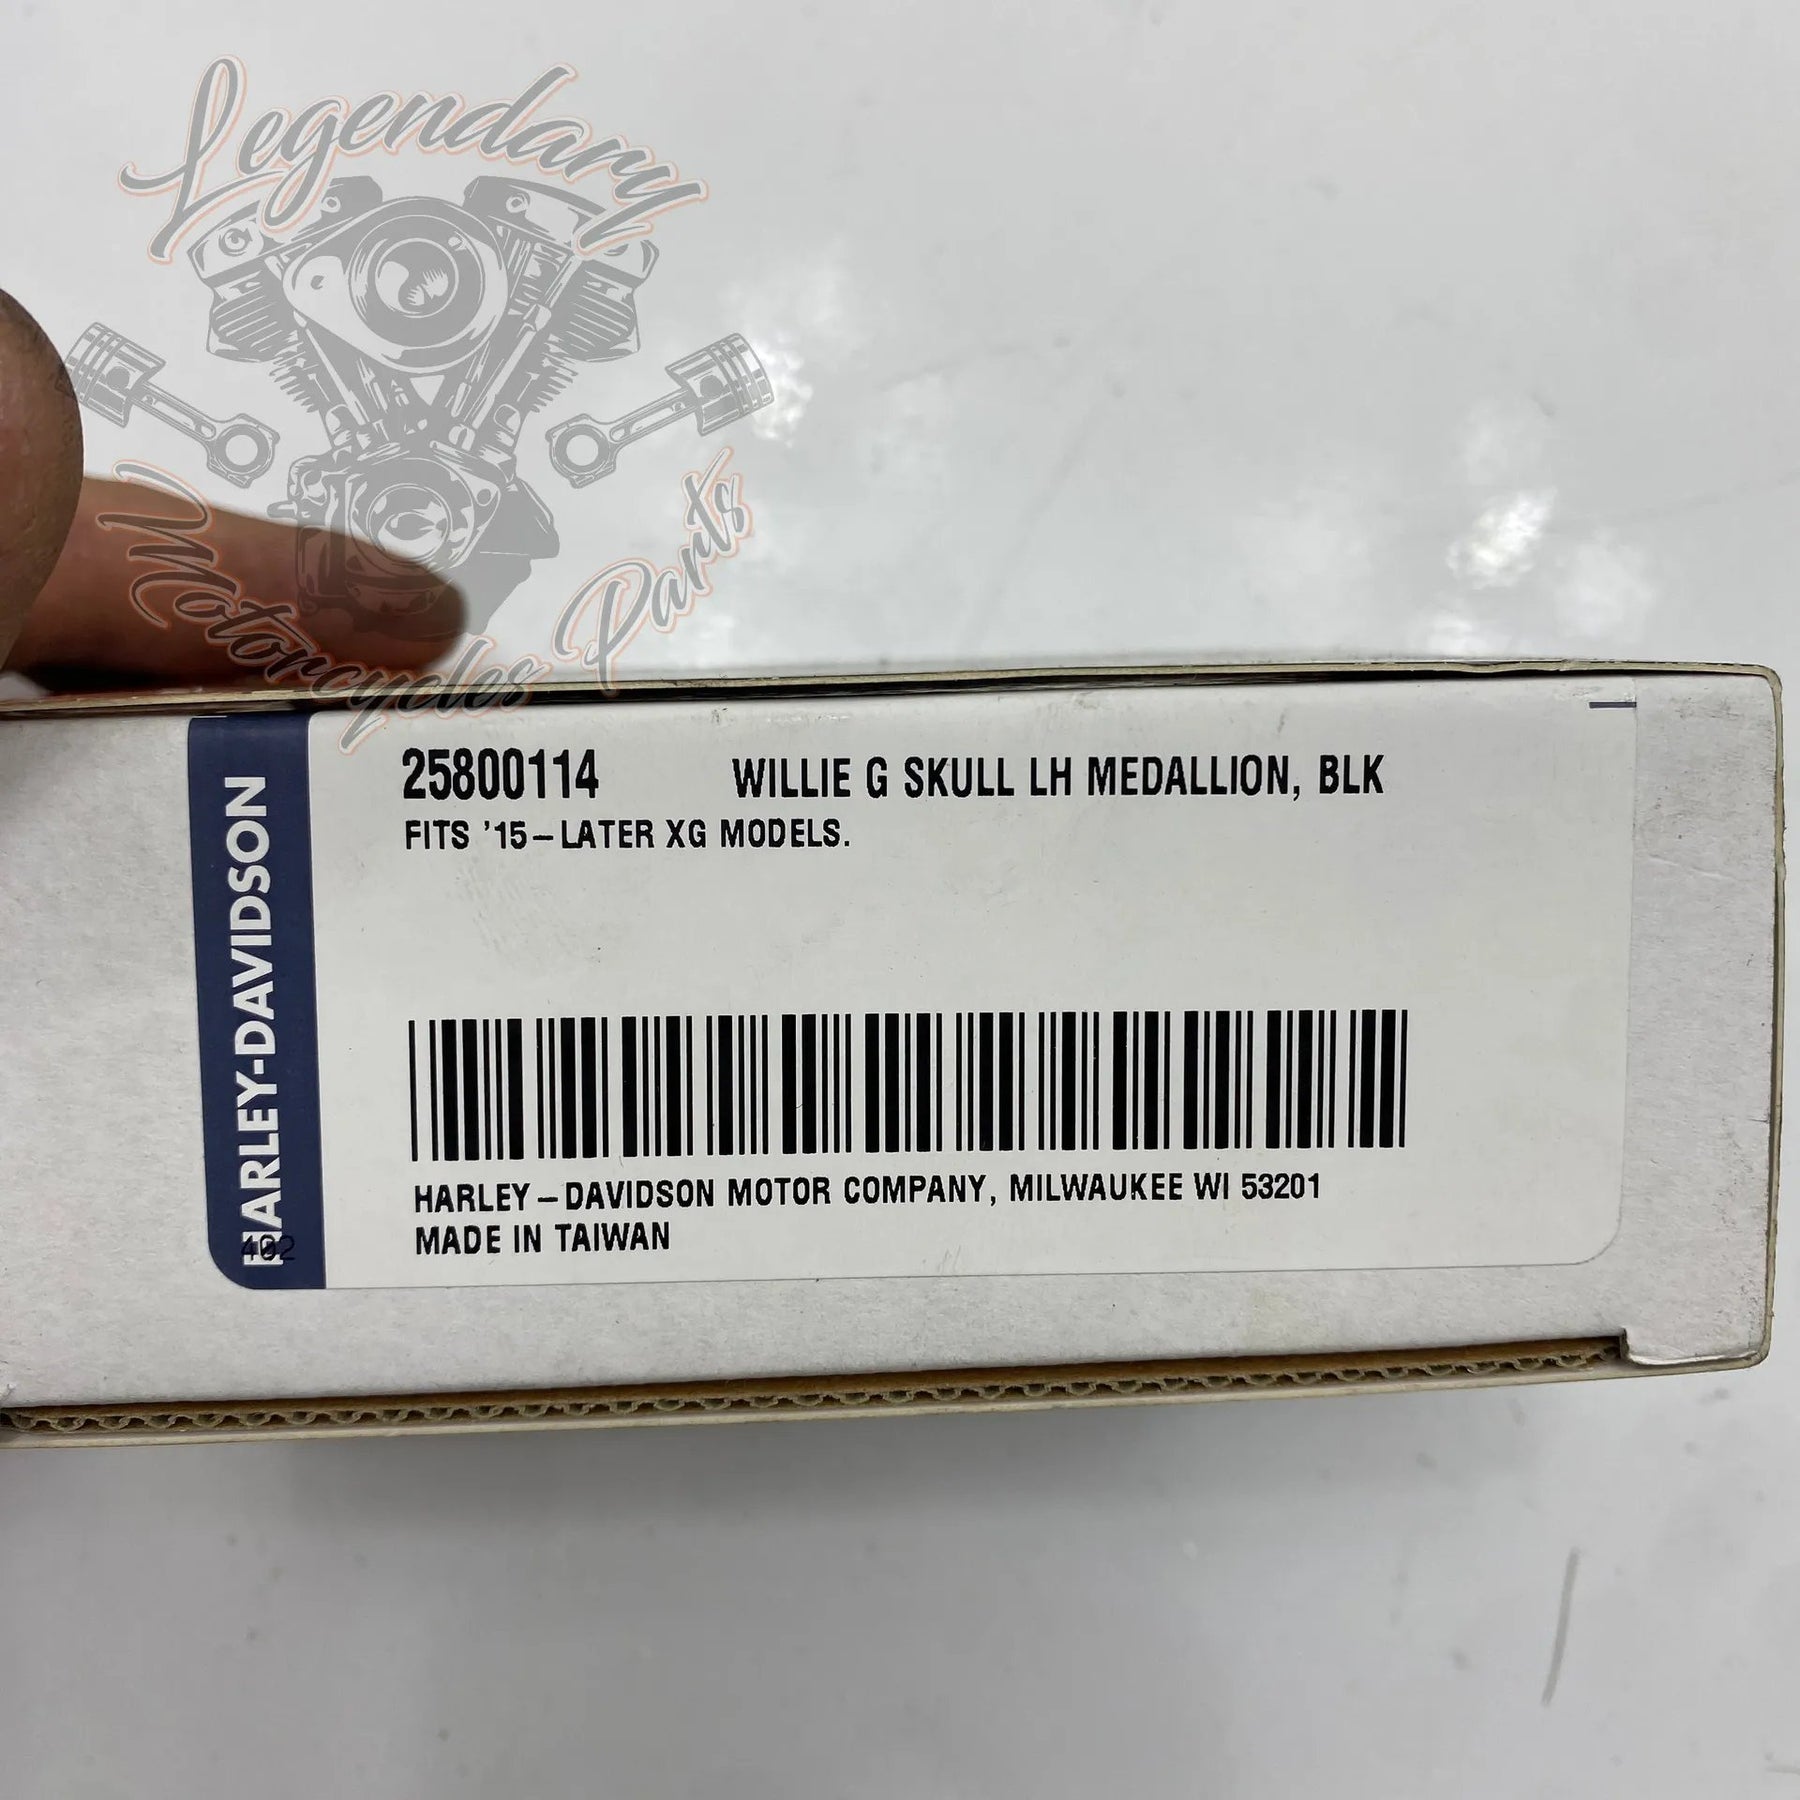 Legendary
Motorcycles Parts
25800114 WILLIE G SKULL LH MEDALLION, BLK
FITS '15–LATER XG MODELS.
HARLEY-DAVIDSON
HARLEY–DAVIDSON MOTOR COMPANY, MILWAUKEE WI 53201
MADE IN TAIWAN